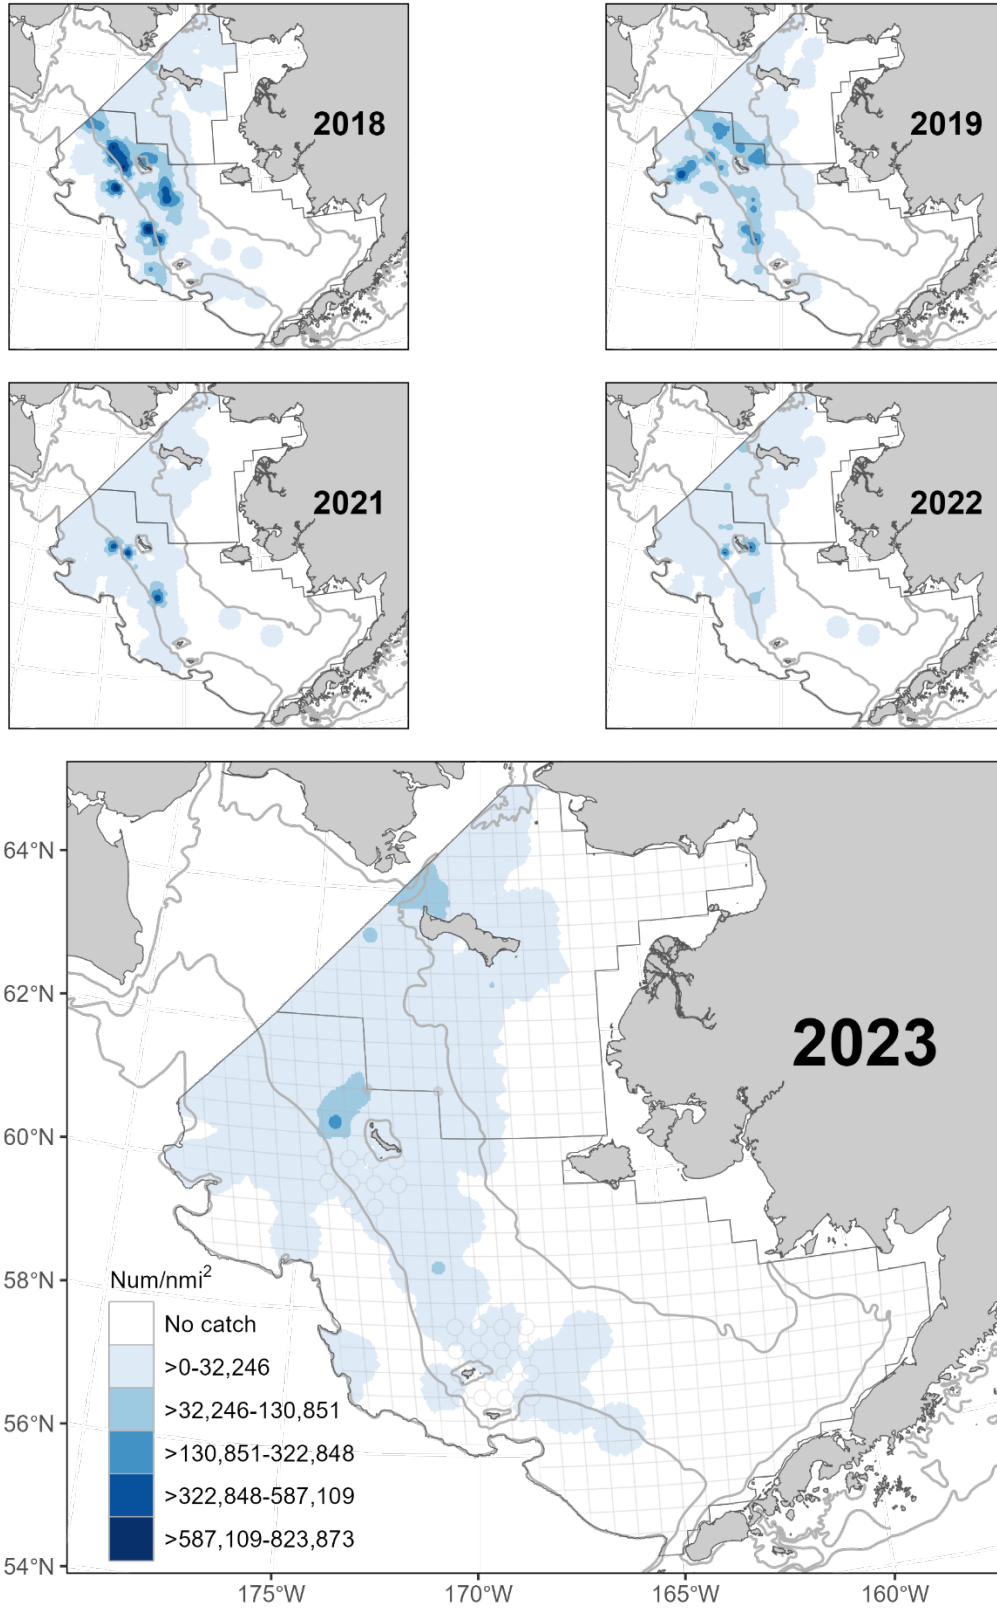 2018
2019
2021
2022
2023
64°N
62°N
60°N
58°N
56°N
54°N
Num/nmi²
No catch
>0-32,246
>32,246-130,851
>130,851-322,848
>322,848-587,109
>587,109-823,873
175°W
170°W
165°W
160°W